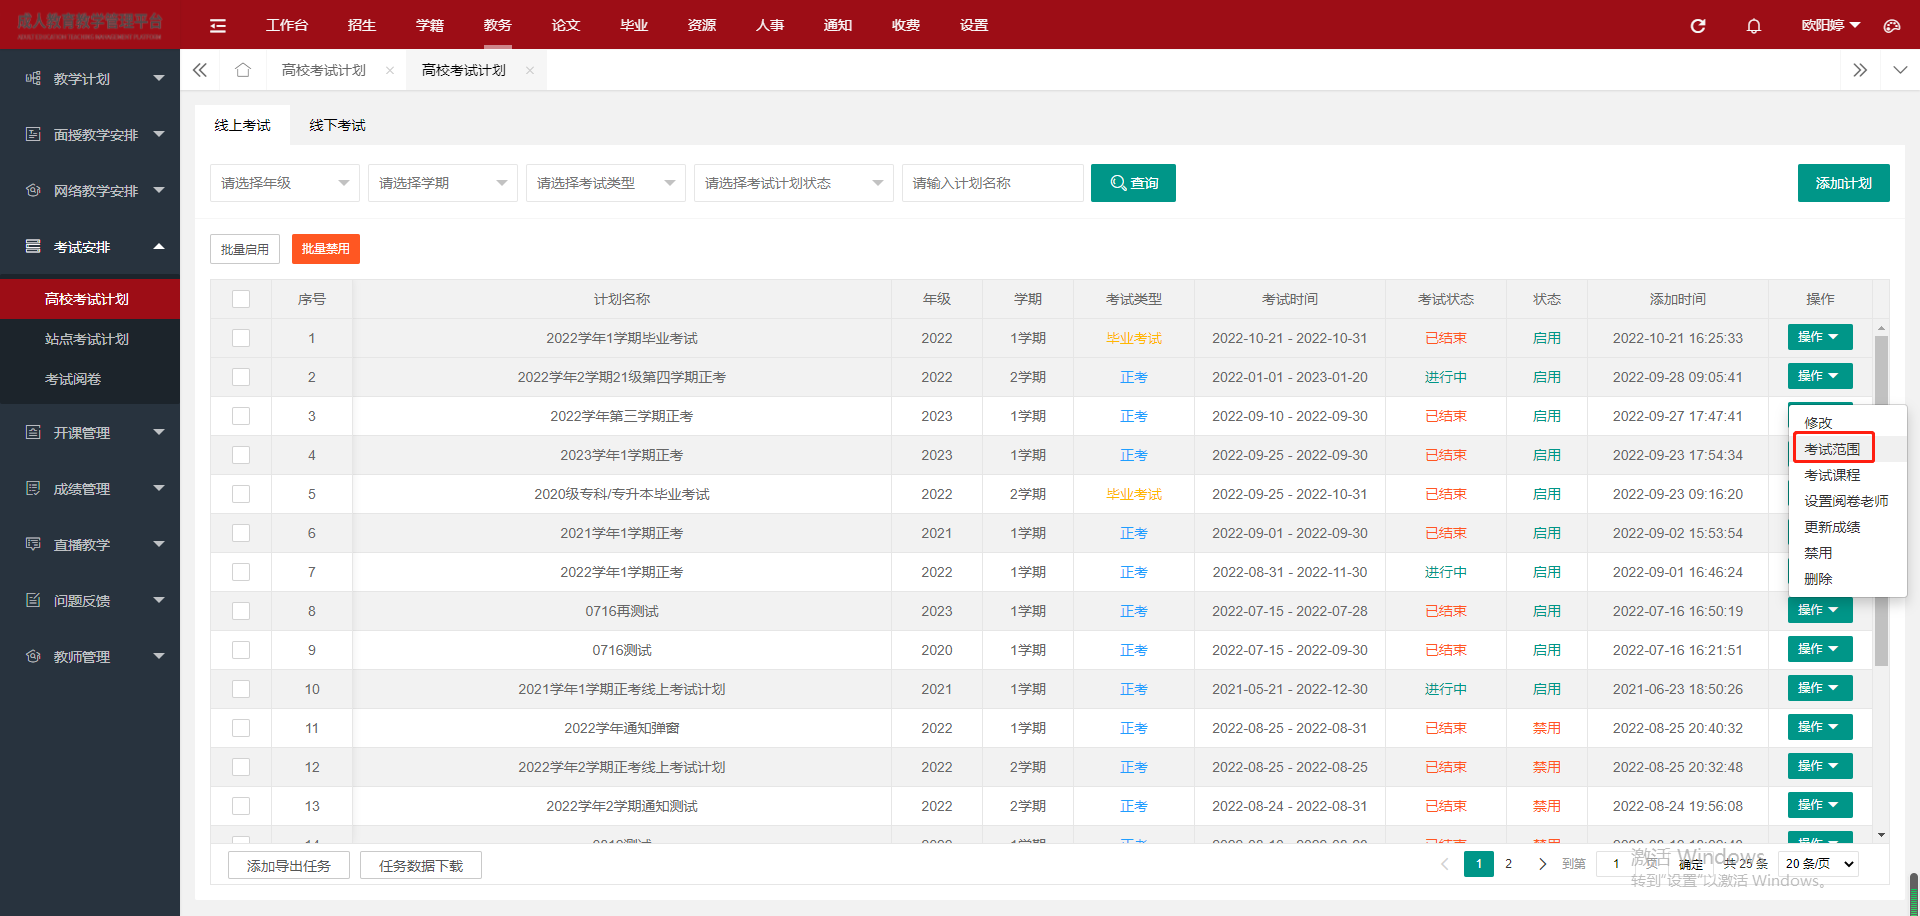 成人教育教学管理平台
工作台 招生 学籍 教务 论文 毕业 资源 人事 通知 收费 设置 欧阳婷
教学计划
面授教学安排
网络教学安排
考试安排
高校考试计划
站点考试计划
考试阅卷
开课管理
成绩管理
直播教学
问题反馈
教师管理
高校考试计划 × 高校考试计划 ×
线上考试 线下考试
请选择年级 请选择学期 请选择考试类型 请选择考试计划状态 请输入计划名称 查询 添加计划
批量启用 批量禁用
序号 计划名称 年级 学期 考试类型 考试时间 考试状态 状态 添加时间 操作
1 2022学年1学期毕业考试 2022 1学期 毕业考试 2022-10-21 - 2022-10-31 已结束 启用 2022-10-21 16:25:33 操作
2 2022学年2学期21级第四学期正考 2022 2学期 正考 2022-01-01 - 2023-01-20 进行中 启用 2022-09-28 09:05:41 操作
3 2022学年第三学期正考 2023 1学期 正考 2022-09-10 - 2022-09-30 已结束 启用 2022-09-27 17:47:41
4 2023学年1学期正考 2023 1学期 正考 2022-09-25 - 2022-09-30 已结束 启用 2022-09-23 17:54:34
5 2020级专科/专升本毕业考试 2022 2学期 毕业考试 2022-09-25 - 2022-10-31 已结束 启用 2022-09-23 09:16:20
6 2021学年1学期正考 2021 1学期 正考 2022-09-01 - 2022-09-30 已结束 启用 2022-09-02 15:53:54
7 2022学年1学期正考 2022 1学期 正考 2022-08-31 - 2022-11-30 进行中 启用 2022-09-01 16:46:24
8 0716再测试 2023 1学期 正考 2022-07-15 - 2022-07-28 已结束 启用 2022-07-16 16:50:19 操作
9 0716测试 2020 1学期 正考 2022-07-15 - 2022-09-30 已结束 启用 2022-07-16 16:21:51 操作
10 2021学年1学期正考线上考试计划 2021 1学期 正考 2021-05-21 - 2022-12-30 进行中 启用 2021-06-23 18:50:26 操作
11 2022学年通知弹窗 2022 1学期 正考 2022-08-25 - 2022-08-31 已结束 禁用 2022-08-25 20:40:32 操作
12 2022学年2学期正考线上考试计划 2022 2学期 正考 2022-08-25 - 2022-08-25 已结束 禁用 2022-08-25 20:32:48 操作
13 2022学年2学期通知测试 2022 2学期 正考 2022-08-24 - 2022-08-31 已结束 禁用 2022-08-24 19:56:08 操作
修改
考试范围
考试课程
设置阅卷老师
更新成绩
禁用
删除
添加导出任务 任务数据下载
1 2 到第 1 页 确定 共 25 条 20 条/页
激活 Windows
转到"设置"以激活 Windows。